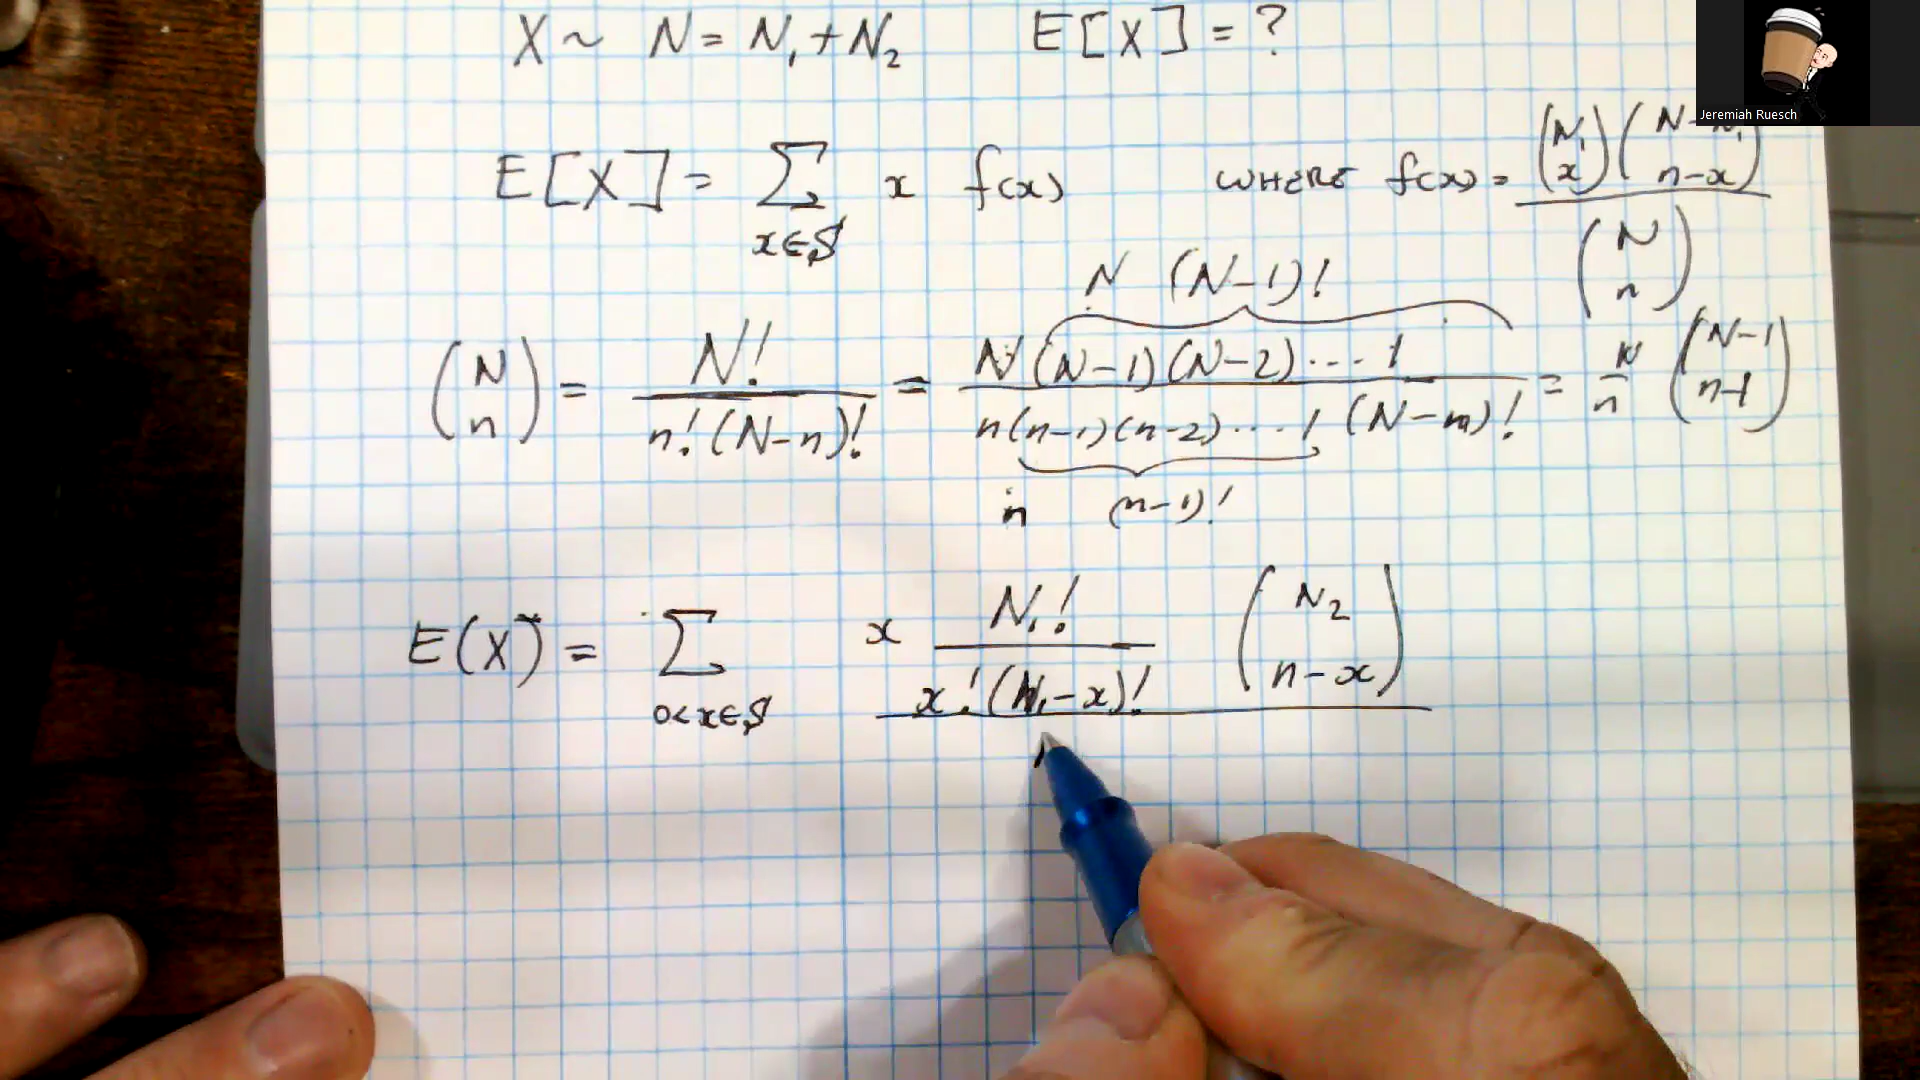 X ~ N = N₁ + N₂ E[X] = ?
Jeremiah Ruesch
E[X] = ∑ x f(x) WHERE f(x) = (N₁ x) (N-N₁ n-x)
x∈S (N n)
N (N-1)!
(N n) = N! / n!(N-n)! = N(N-1)(N-2)....1 / n(n-1)(n-2)....1 (N-n)! = N/n (N-1 n-1)
n (n-1)!
E(X) = ∑ x N₁! / x!(N₁-x)! (N₂ n-x)
0<x∈S